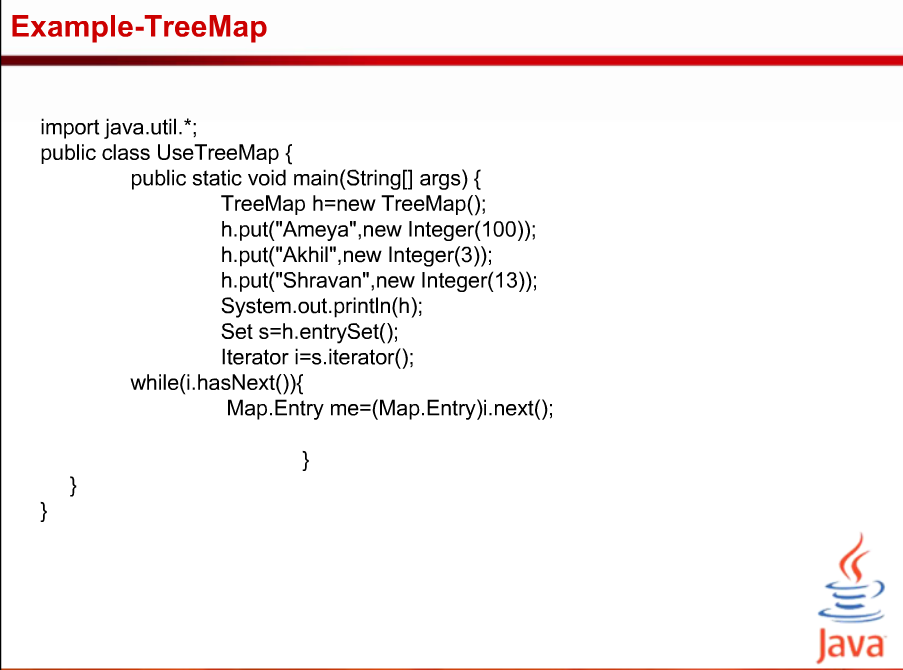 Example-TreeMap
import java.util.*;
public class UseTreeMap {
public static void main(String[] args) {
TreeMap h=new TreeMap();
h.put("Ameya",new Integer(100));
h.put("Akhil",new Integer(3));
h.put("Shravan",new Integer(13));
System.out.println(h);
Set s=h.entrySet();
Iterator i=s.iterator();
while(i.hasNext()){
Map.Entry me=(Map.Entry)i.next();
}
}
}
Java